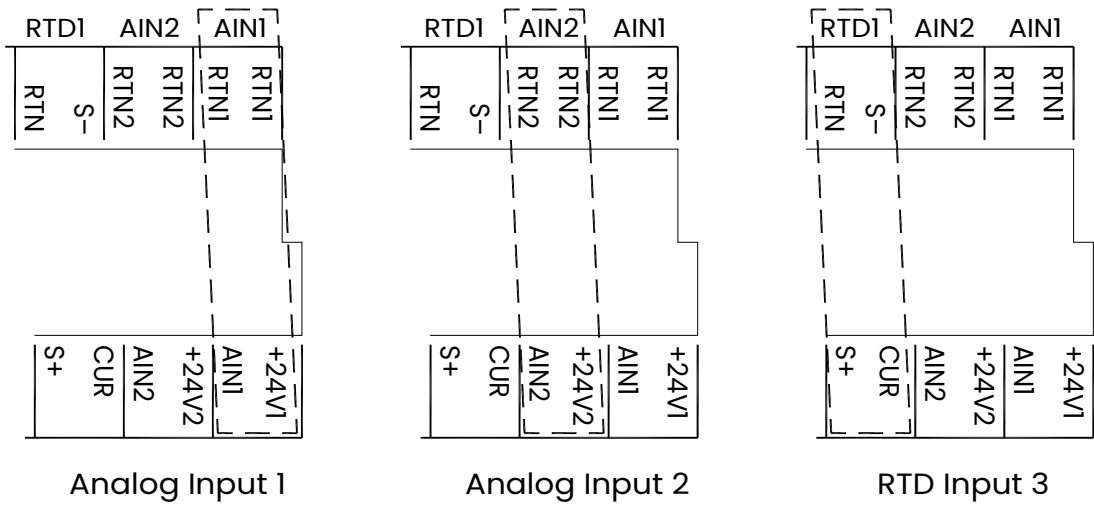 RTD1 AIN2 AIN1
RTN S- RTN2 RTN2 RTN1 RTN1
S+ CUR AIN2 +24V2 AIN1 +24V1
Analog Input 1
RTD1 AIN2 AIN1
RTN S- RTN2 RTN2 RTN1 RTN1
S+ CUR AIN2 +24V2 AIN1 +24V1
Analog Input 2
RTD1 AIN2 AIN1
RTN S- RTN2 RTN2 RTN1 RTN1
S+ CUR AIN2 +24V2 AIN1 +24V1
RTD Input 3